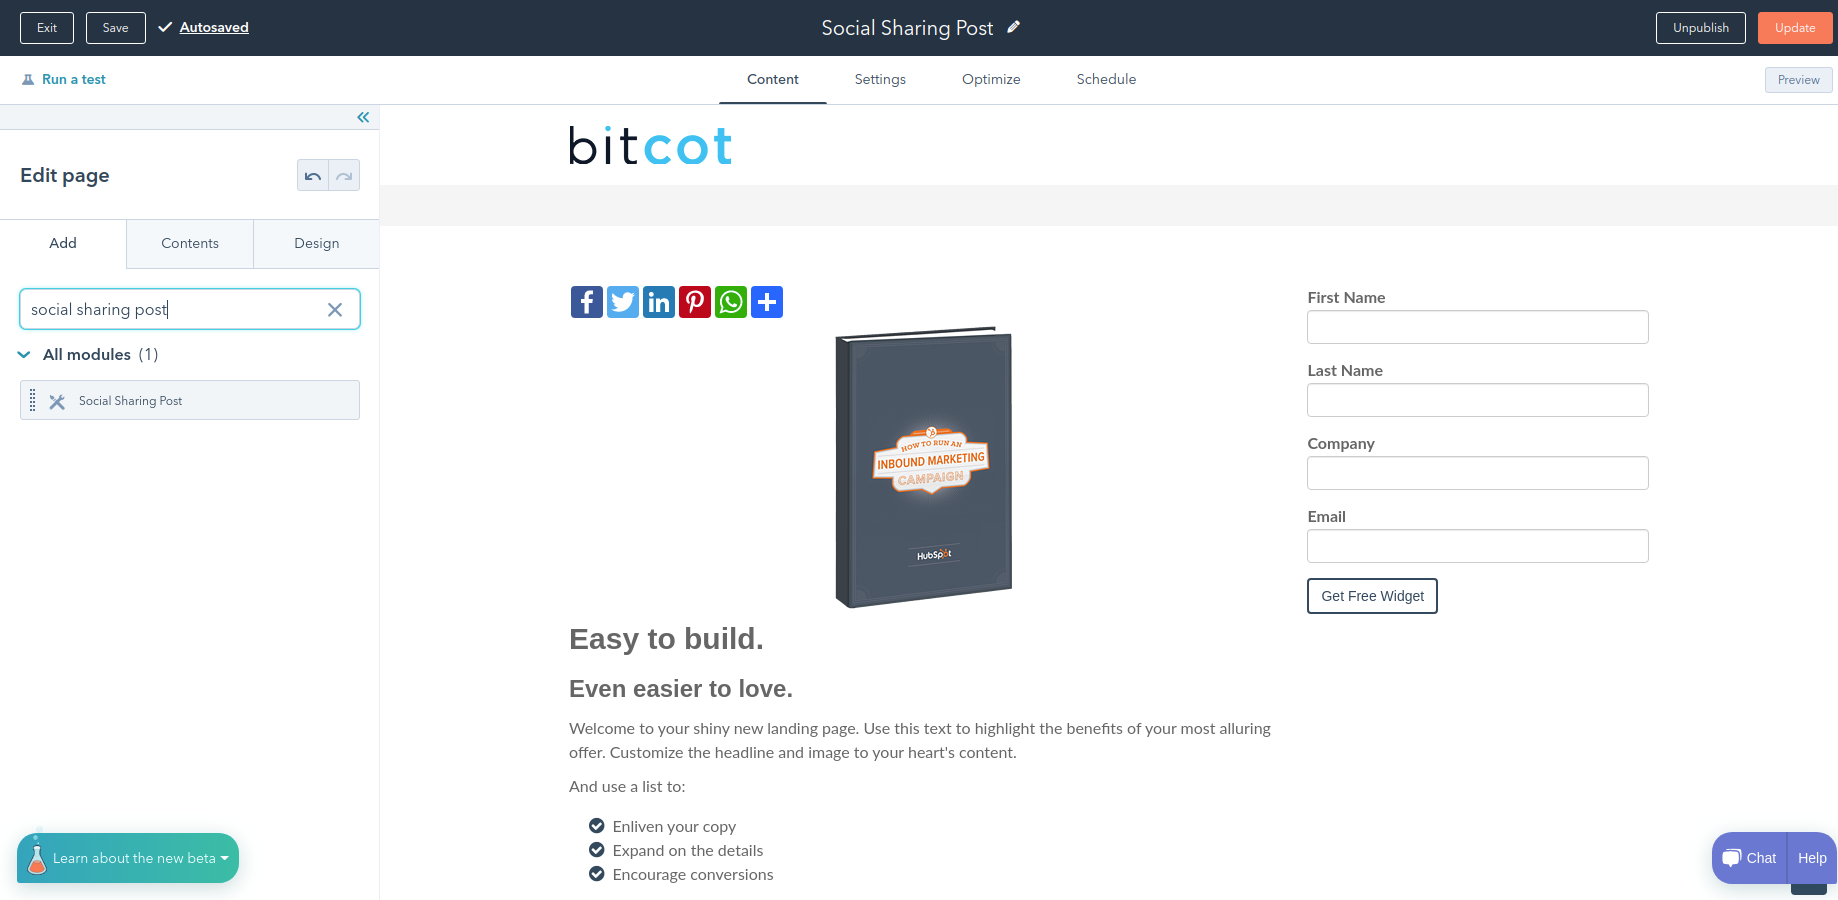 Exit
Save
Autosaved
Social Sharing Post
Unpublish
Update
Run a test
Content
Settings
Optimize
Schedule
Preview
Edit page
Add
Contents
Design
social sharing post
All modules (1)
Social Sharing Post
Learn about the new beta
bitcot
HOW TO RUN AN
INBOUND MARKETING
CAMPAIGN
HubSpot
Easy to build.
Even easier to love.
Welcome to your shiny new landing page. Use this text to highlight the benefits of your most alluring
offer. Customize the headline and image to your heart's content.
And use a list to:
Enliven your copy
Expand on the details
Encourage conversions
First Name
Last Name
Company
Email
Get Free Widget
Chat
Help